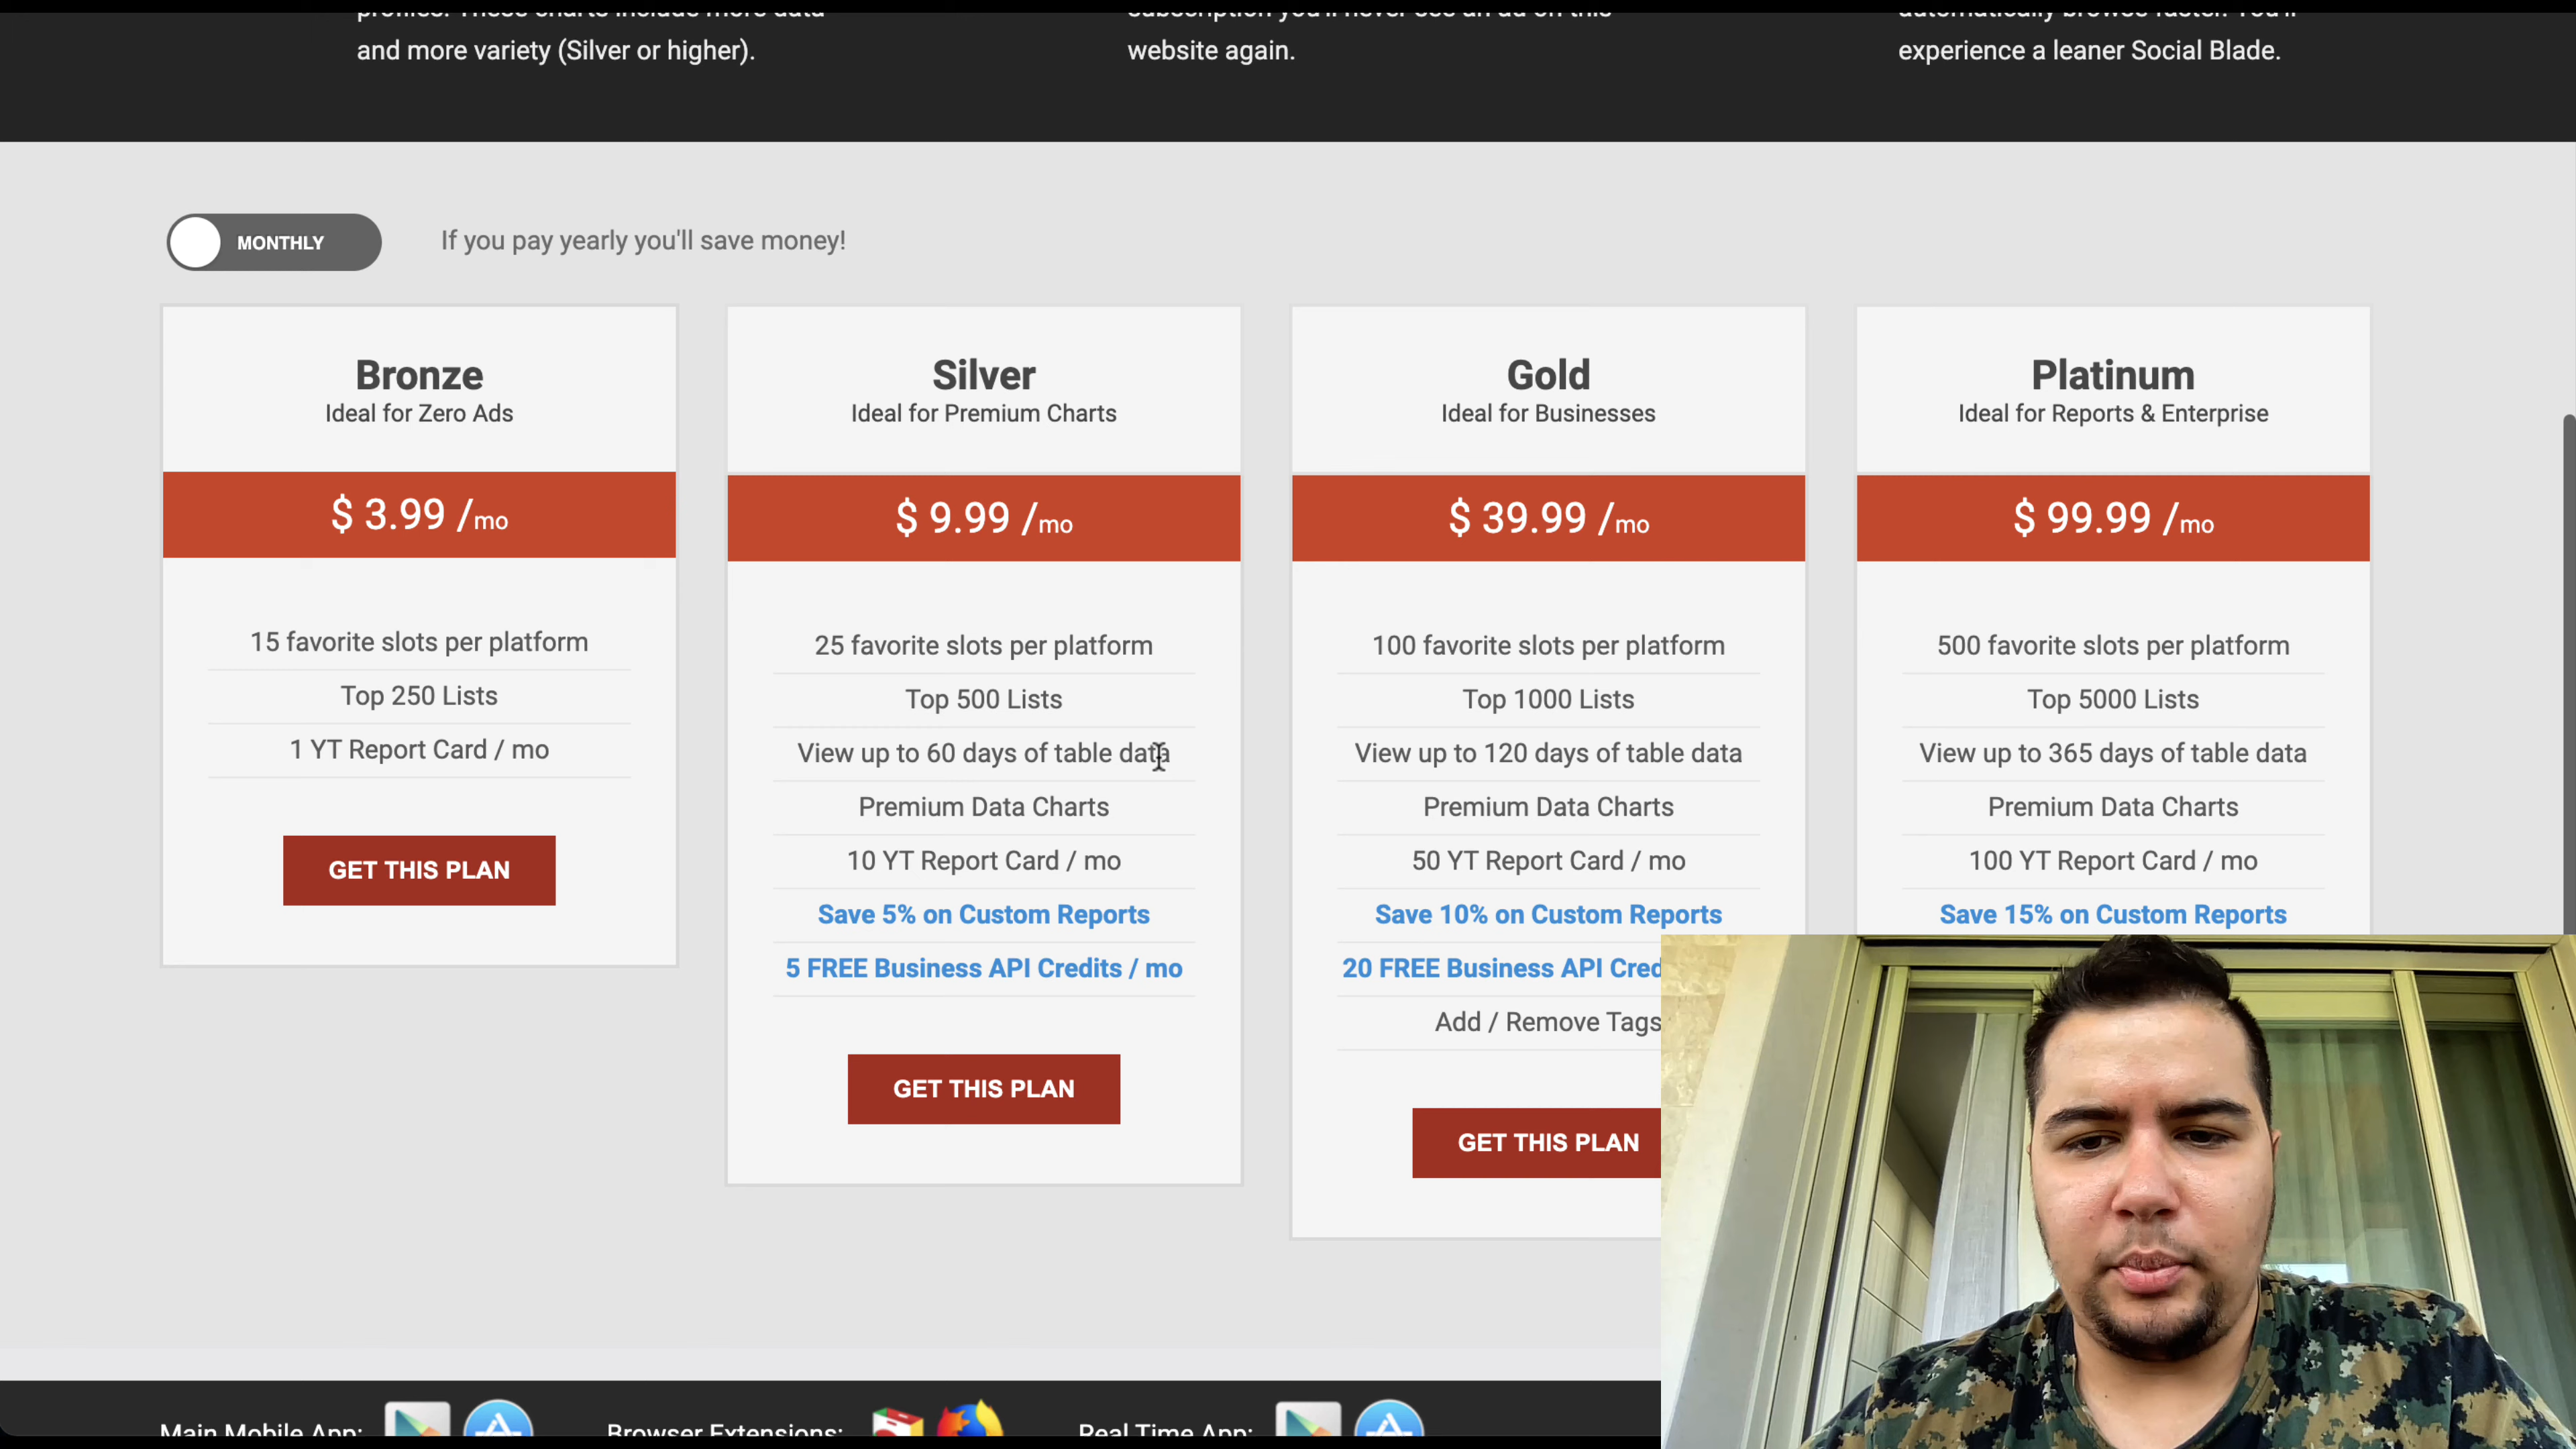 and more variety (Silver or higher).
website again.
experience a leaner Social Blade.
MONTHLY
If you pay yearly you'll save money!
Bronze
Ideal for Zero Ads
$ 3.99 /mo
15 favorite slots per platform
Top 250 Lists
1 YT Report Card / mo
GET THIS PLAN
Silver
Ideal for Premium Charts
$ 9.99 /mo
25 favorite slots per platform
Top 500 Lists
View up to 60 days of table data
Premium Data Charts
10 YT Report Card / mo
Save 5% on Custom Reports
5 FREE Business API Credits / mo
GET THIS PLAN
Gold
Ideal for Businesses
$ 39.99 /mo
100 favorite slots per platform
Top 1000 Lists
View up to 120 days of table data
Premium Data Charts
50 YT Report Card / mo
Save 10% on Custom Reports
20 FREE Business API Cred
Add / Remove Tags
GET THIS PLAN
Platinum
Ideal for Reports & Enterprise
$ 99.99 /mo
500 favorite slots per platform
Top 5000 Lists
View up to 365 days of table data
Premium Data Charts
100 YT Report Card / mo
Save 15% on Custom Reports
Main Mobile App:
Browser Extensions:
Real Time App: